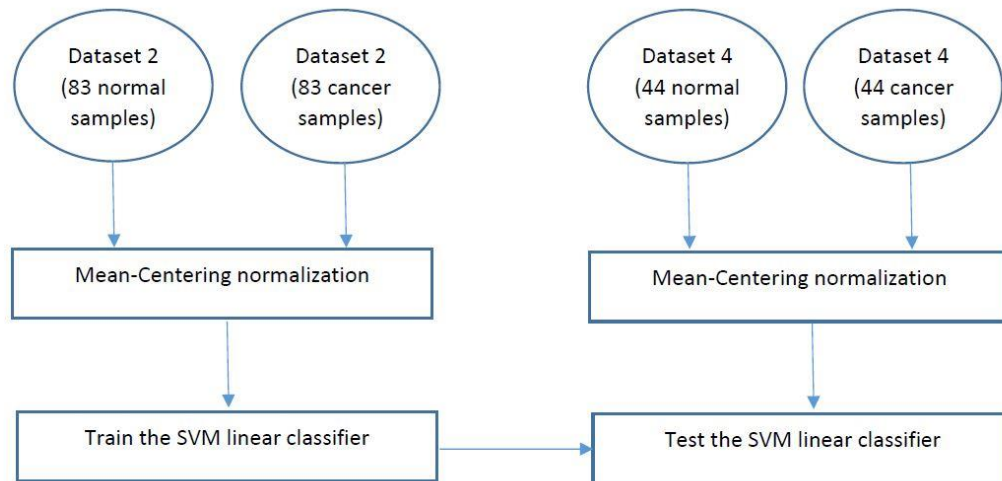 Dataset 2
(83 normal
samples)
Dataset 2
(83 cancer
samples)
Dataset 4
(44 normal
samples)
Dataset 4
(44 cancer
samples)
Mean-Centering normalization
Mean-Centering normalization
Train the SVM linear classifier
Test the SVM linear classifier